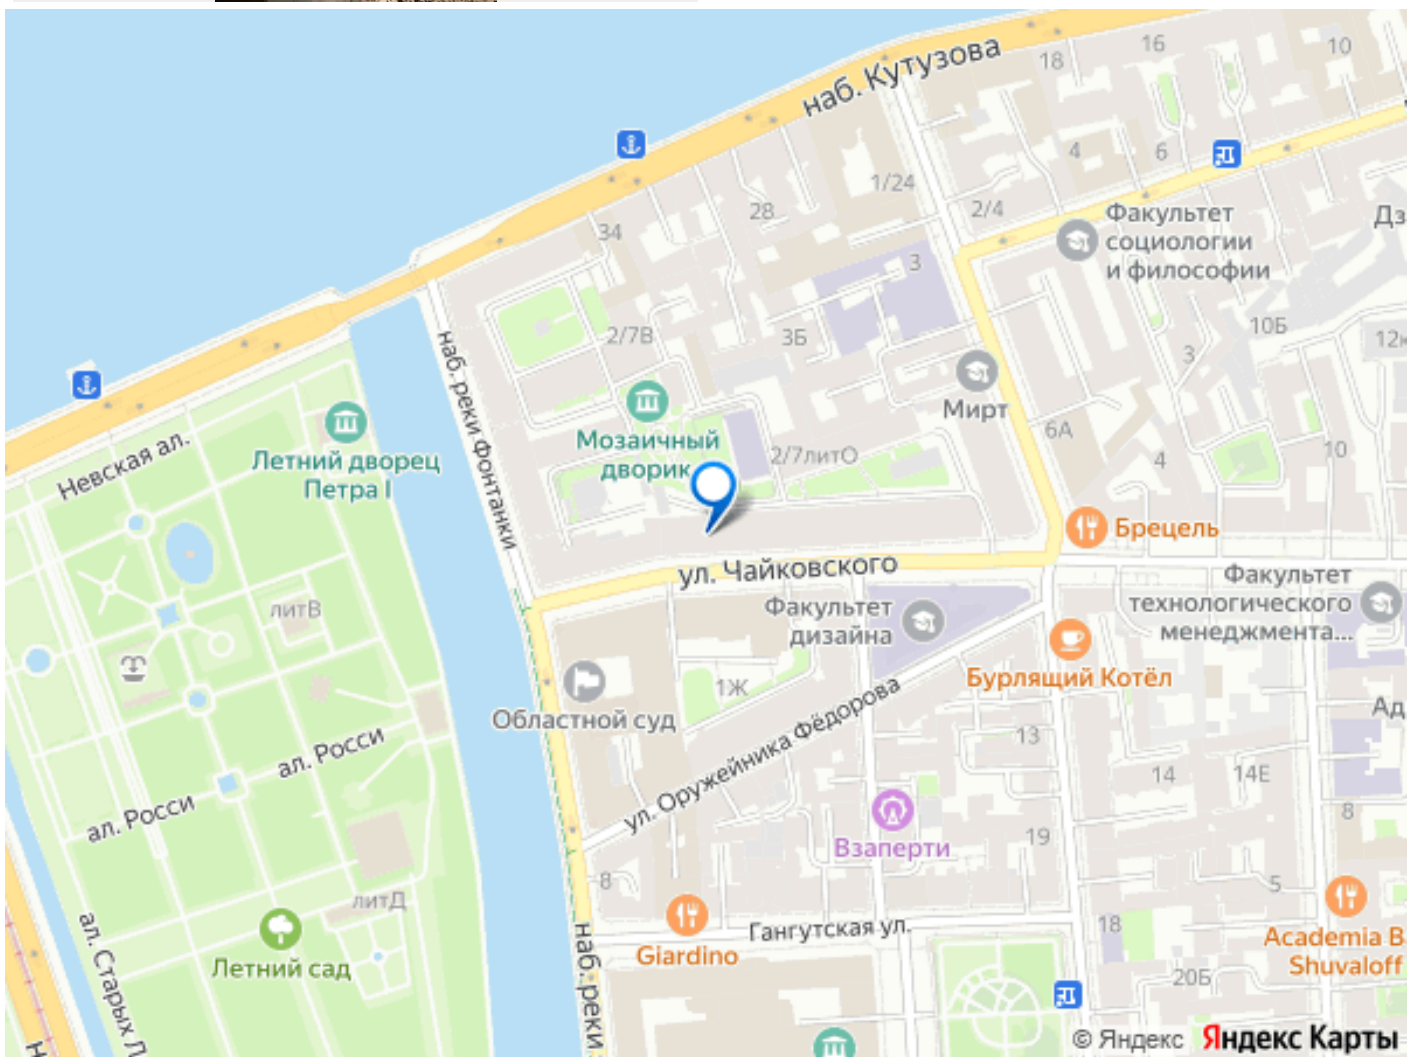 наб. Кутузова
16
10
18
4
6
1/24
2/4
28
34
Факультет
социологии
и философии
Дз
3
10Б
12к
2/7В
3Б
3
наб. реки Фонтанки
Мирт
6А
Невская ал.
Летний дворец
Петра I
Мозаичный
дворик
2/7литО
4
10
Брецель
ул. Чайковского
Факультет
технологического
менеджмента...
литВ
Факультет
дизайна
Бурлящий Котёл
1Ж
Областной суд
Ад
ул. Оружейника Фёдорова
ал. Росси
ал. Росси
13
14
14Е
8
Взаперти
19
8
5
литД
Гангутская ул.
18
Giardino
Летний сад
ал. Старых Л
наб. реки
Academia B
Shuvaloff
20Б
Н
© Яндекс Яндекс Карты